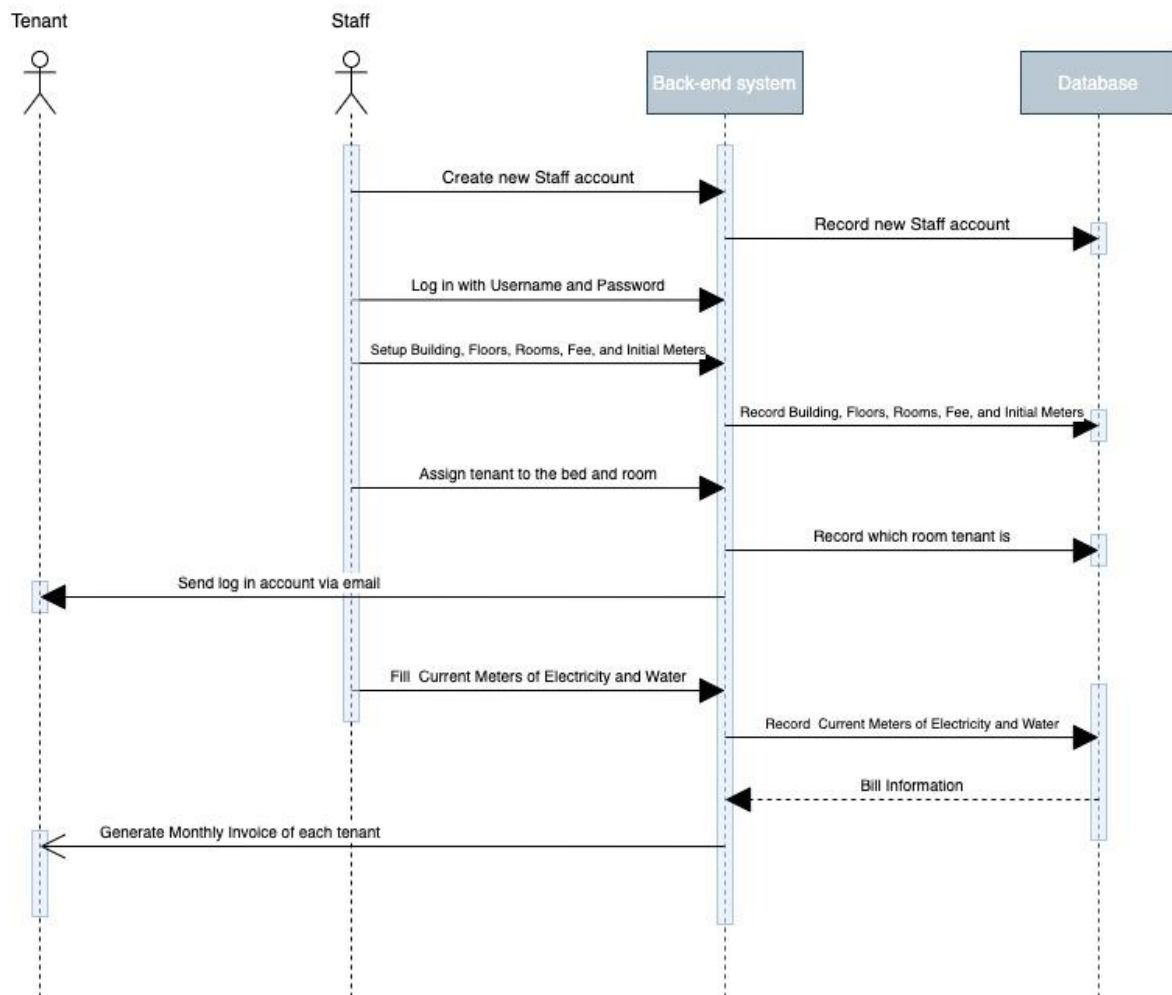 Tenant
Staff
Back-end system
Database
Create new Staff account
Record new Staff account
Log in with Username and Password
Setup Building, Floors, Rooms, Fee, and Initial Meters
Record Building, Floors, Rooms, Fee, and Initial Meters
Assign tenant to the bed and room
Record which room tenant is
Send log in account via email
Fill  Current Meters of Electricity and Water
Record  Current Meters of Electricity and Water
Bill Information
Generate Monthly Invoice of each tenant